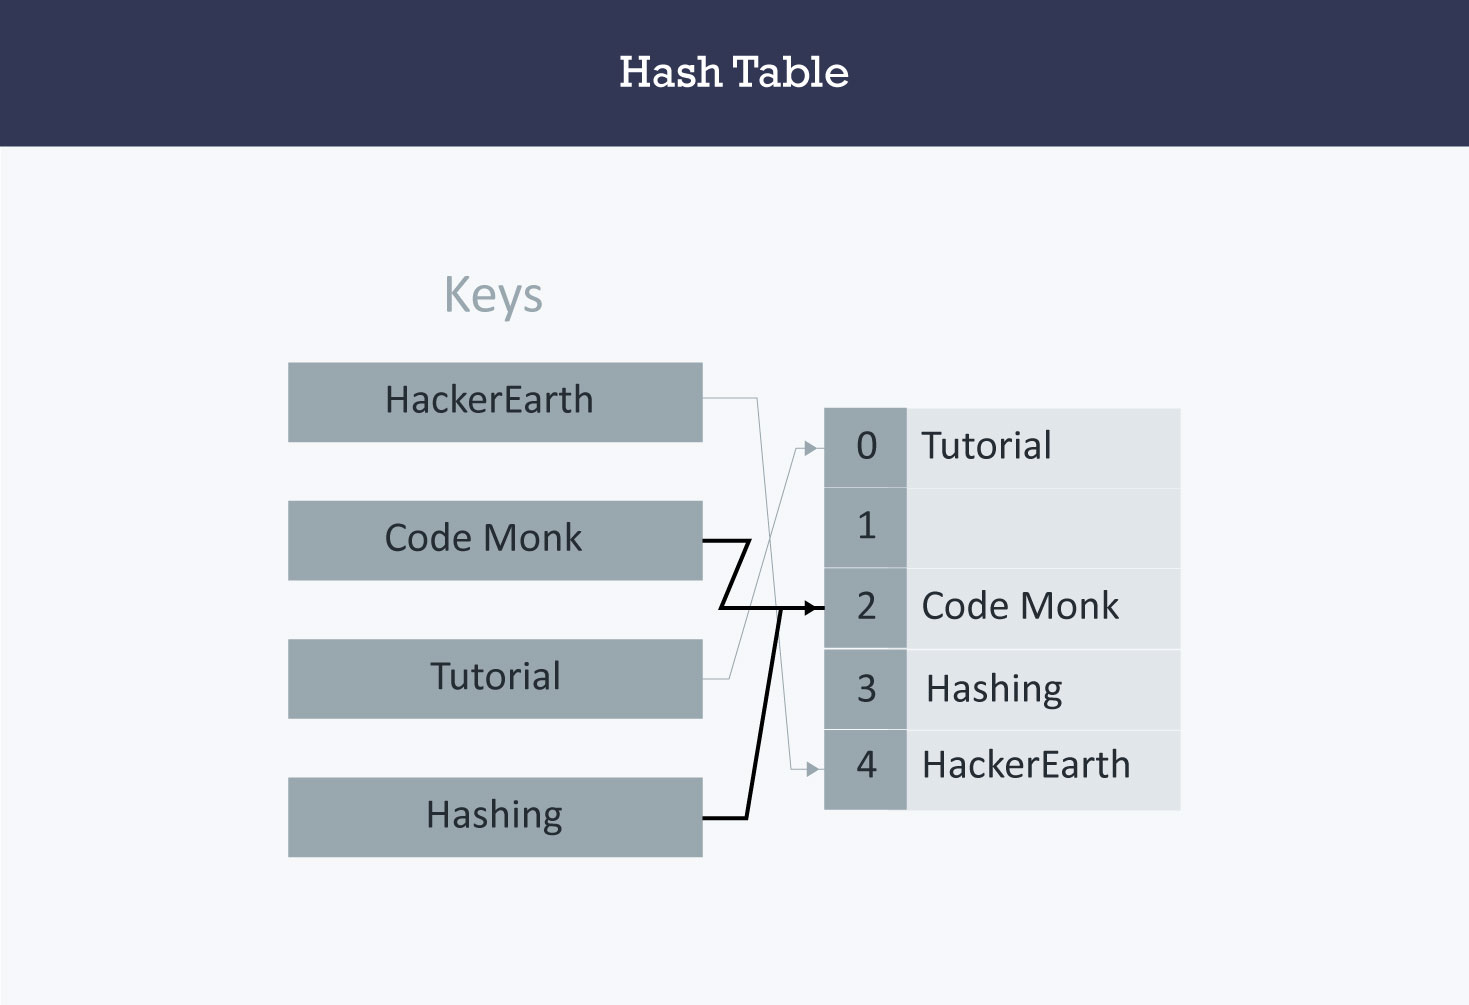 Hash Table
Keys
HackerEarth
Code Monk
Tutorial
Hashing
0 Tutorial
1
2 Code Monk
3 Hashing
4 HackerEarth